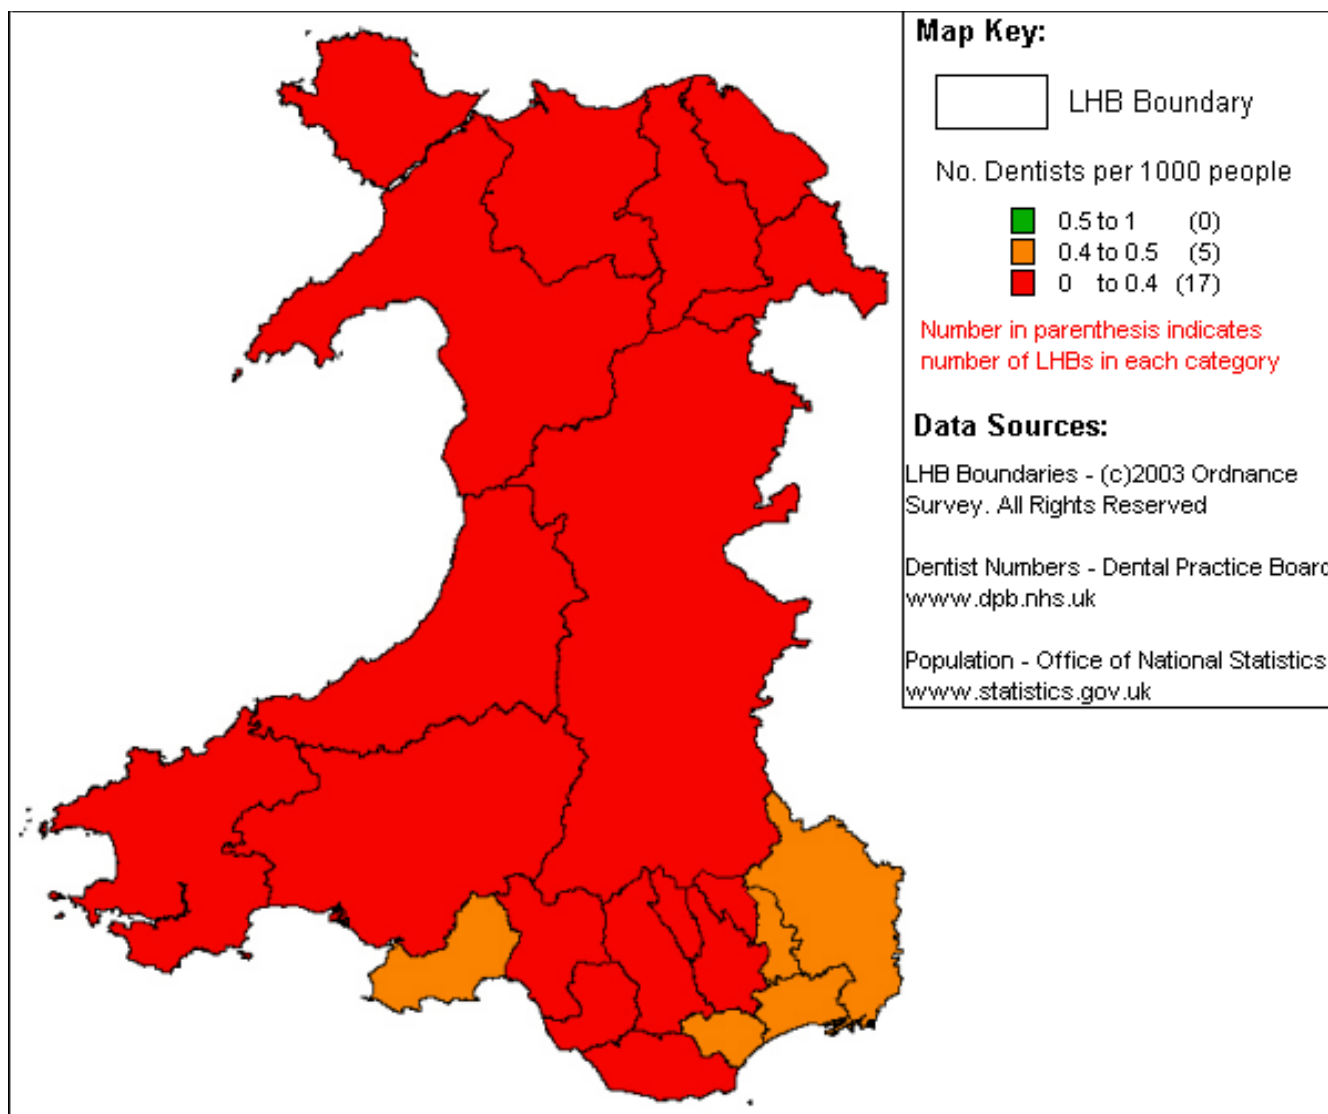 Map Key:
LHB Boundary
No. Dentists per 1000 people
0.5 to 1 (0)
0.4 to 0.5 (5)
0 to 0.4 (17)
Number in parenthesis indicates
number of LHBs in each category
Data Sources:
LHB Boundaries - (c)2003 Ordnance
Survey. All Rights Reserved
Dentist Numbers - Dental Practice Board
www.dpb.nhs.uk
Population - Office of National Statistics
www.statistics.gov.uk